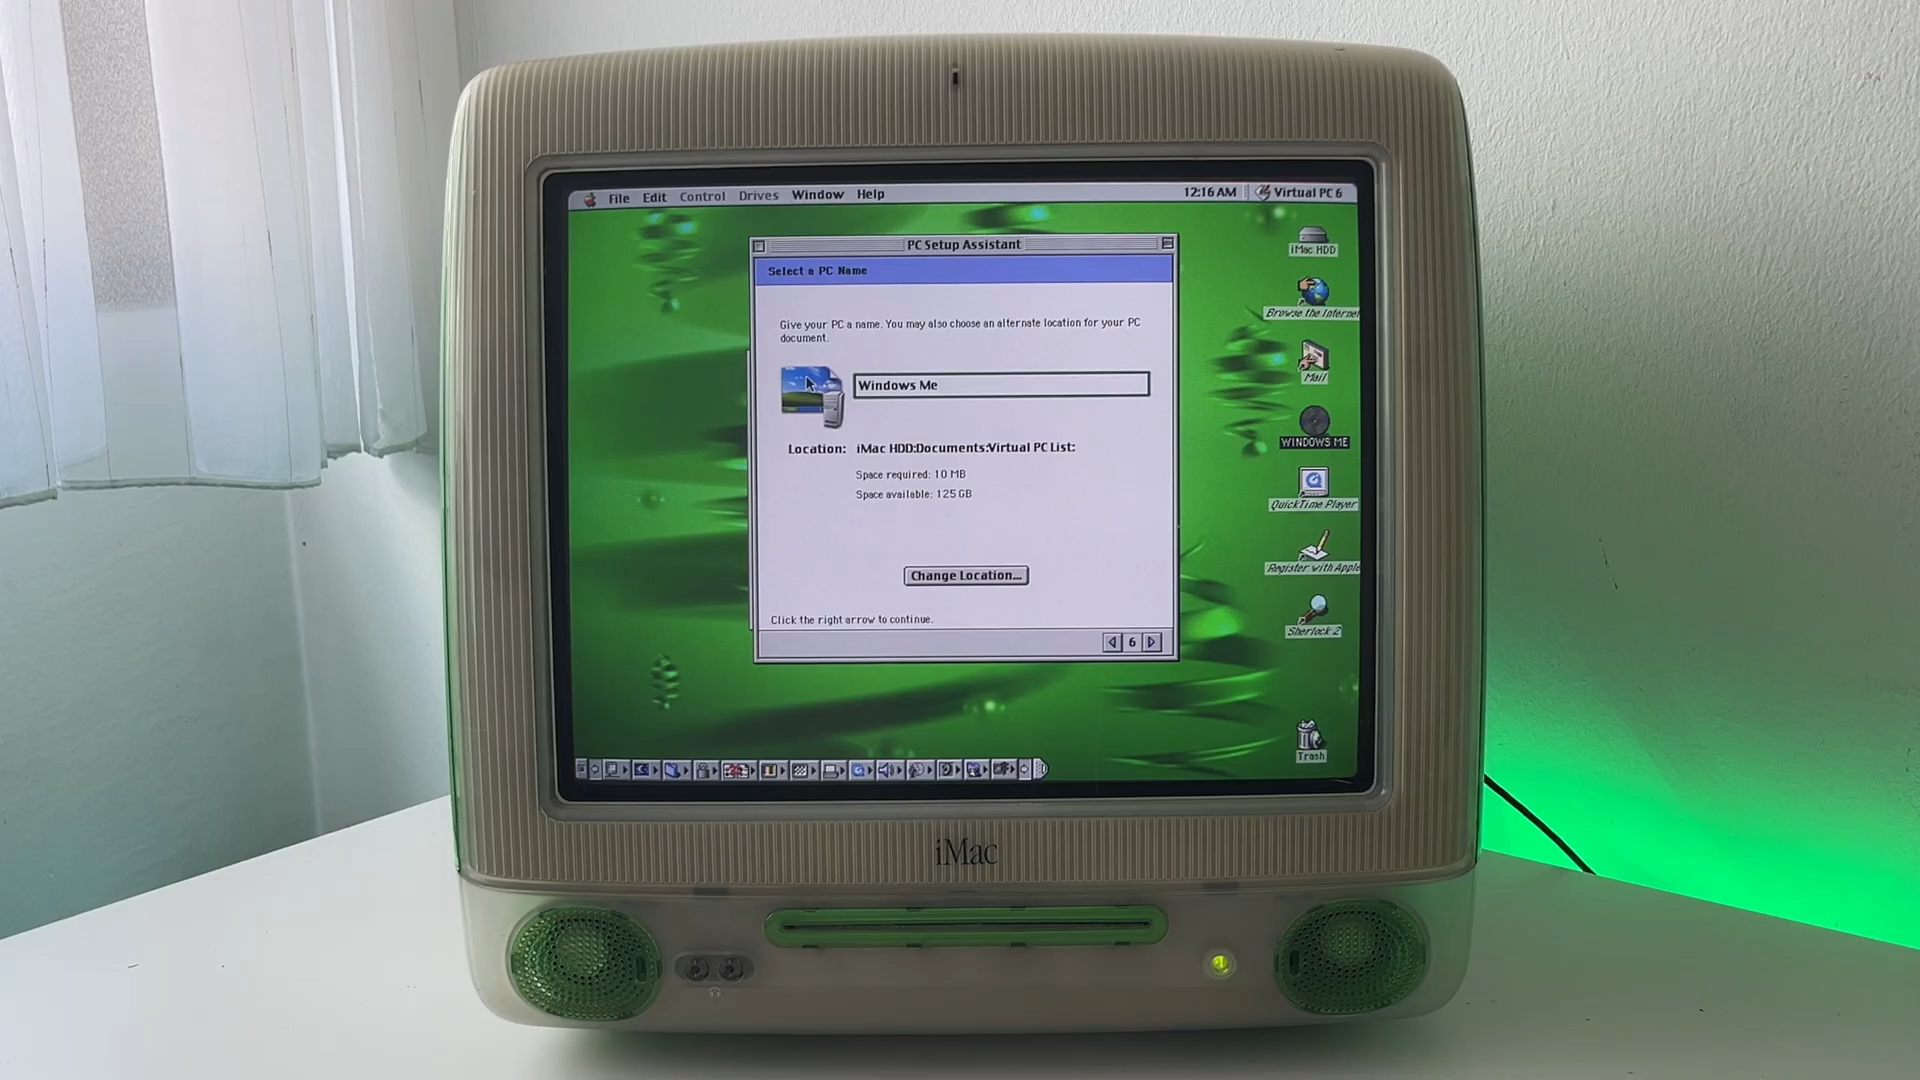 File Edit Control Drives Window Help 12:16 AM Virtual PC 6
PC Setup Assistant
Select a PC Name
Give your PC a name. You may also choose an alternate location for your PC
document.
Windows Me
Location: iMac HDD:Documents:Virtual PC List:
Space required: 10 MB
Space available: 125 GB
Change Location...
Click the right arrow to continue.
6
iMac HDD
Browse the Internet
Mail
WINDOWS ME
QuickTime Player
Register with Apple
Sherlock 2
Trash
iMac